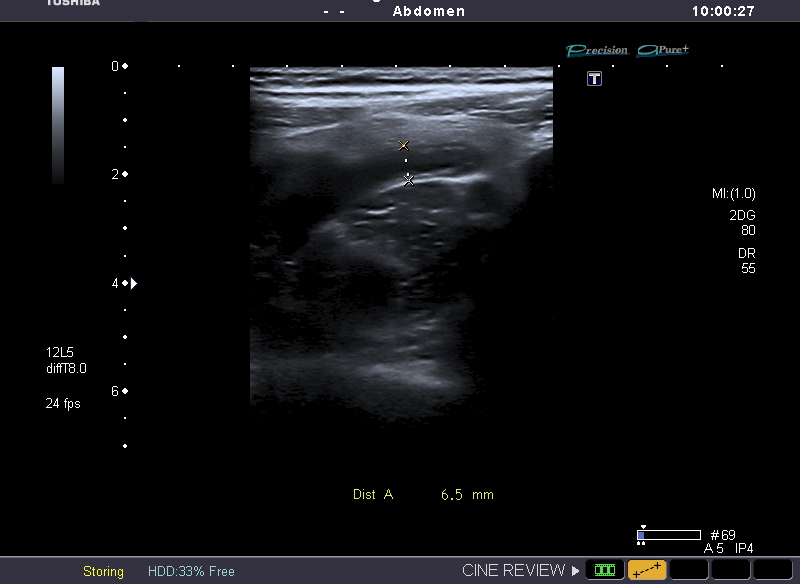 TOSHIBA
- - Abdomen 10:00:27
Precision APure+
T
0
2
4
6
MI:(1.0)
2DG
80
DR
55
12L5
diffT8.0
24 fps
Dist A 6.5 mm
#69
A 5 IP4
Storing HDD:33% Free CINE REVIEW